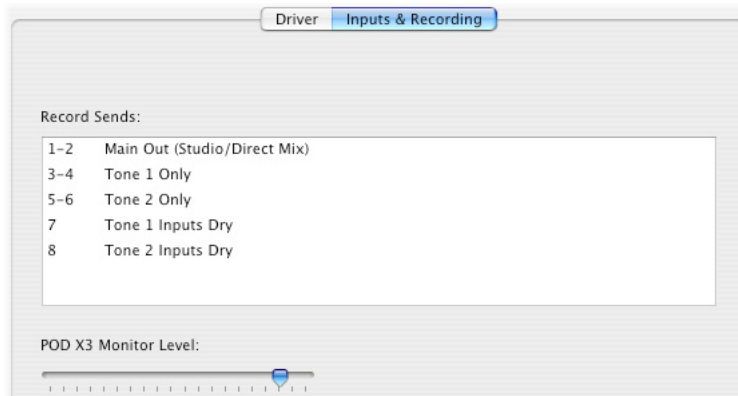 Driver Inputs & Recording
Record Sends:
1-2 Main Out (Studio/Direct Mix)
3-4 Tone 1 Only
5-6 Tone 2 Only
7 Tone 1 Inputs Dry
8 Tone 2 Inputs Dry
POD X3 Monitor Level: